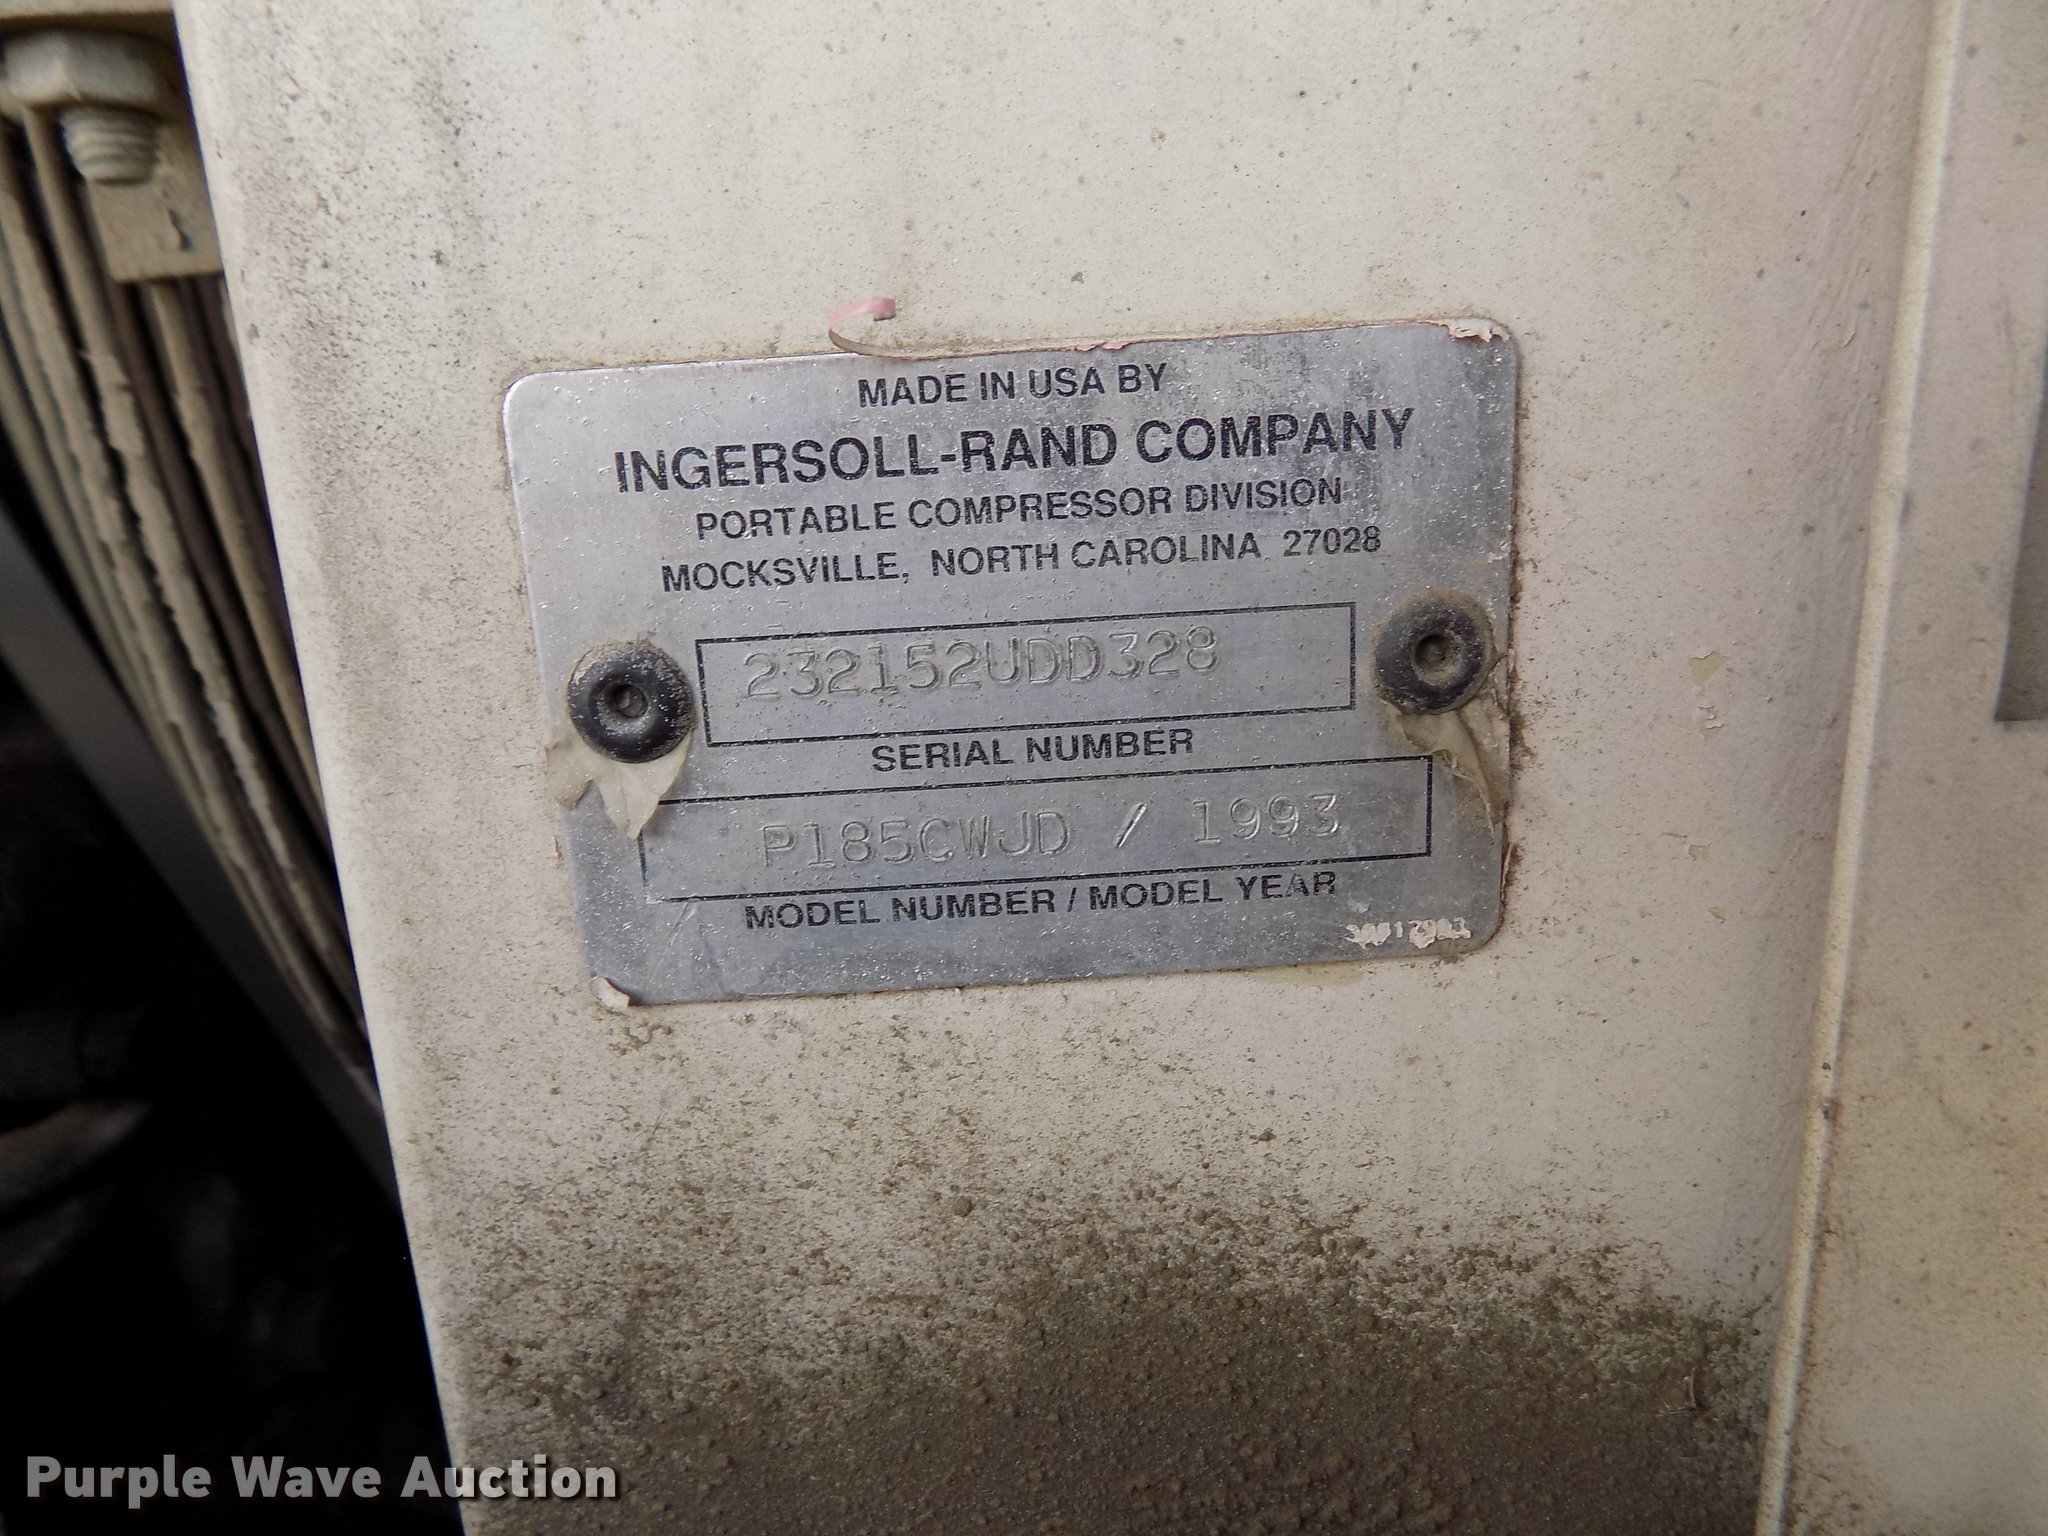 MADE IN USA BY
INGERSOLL-RAND COMPANY
PORTABLE COMPRESSOR DIVISION
MOCKSVILLE, NORTH CAROLINA 27028
232152UDD328
SERIAL NUMBER
P185CWJD / 1993
MODEL NUMBER / MODEL YEAR
Purple Wave Auction